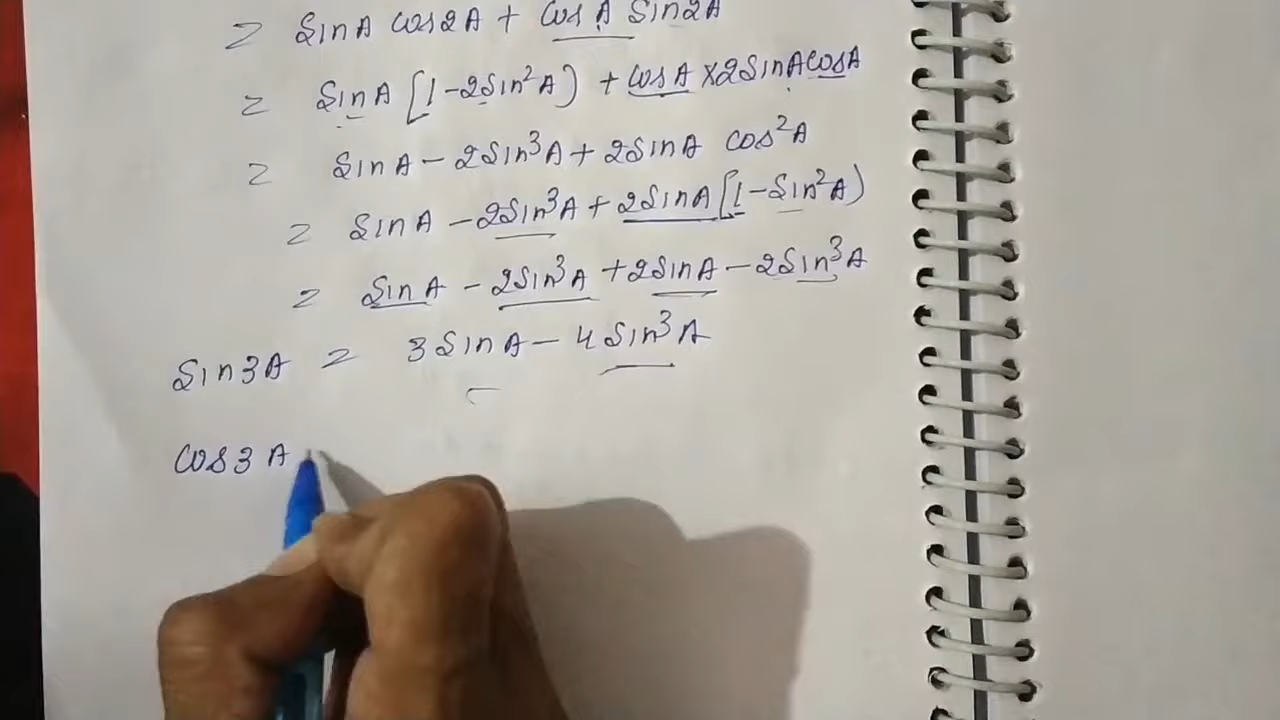 = SinA cos2A + cosA Sin2A
= SinA [1-2Sin²A) + cosA×2SinAcosA
= SinA - 2Sin³A + 2SinA cos²A
= SinA - 2Sin³A + 2SinA[1-Sin²A)
= SinA - 2Sin³A + 2SinA - 2Sin³A
Sin3A = 3SinA - 4Sin³A
cos3A